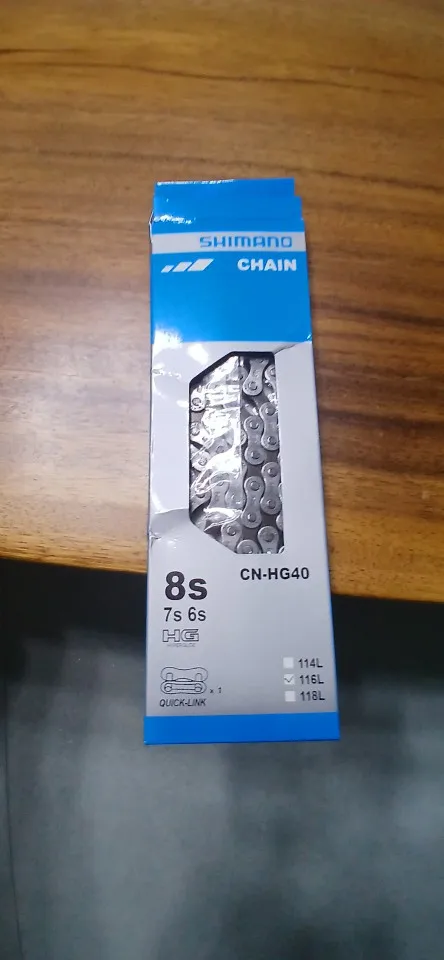 SHIMANO
CHAIN
8s
CN-HG40
7s 6s
HG
114L
116L
x 1
118L
QUICK-LINK